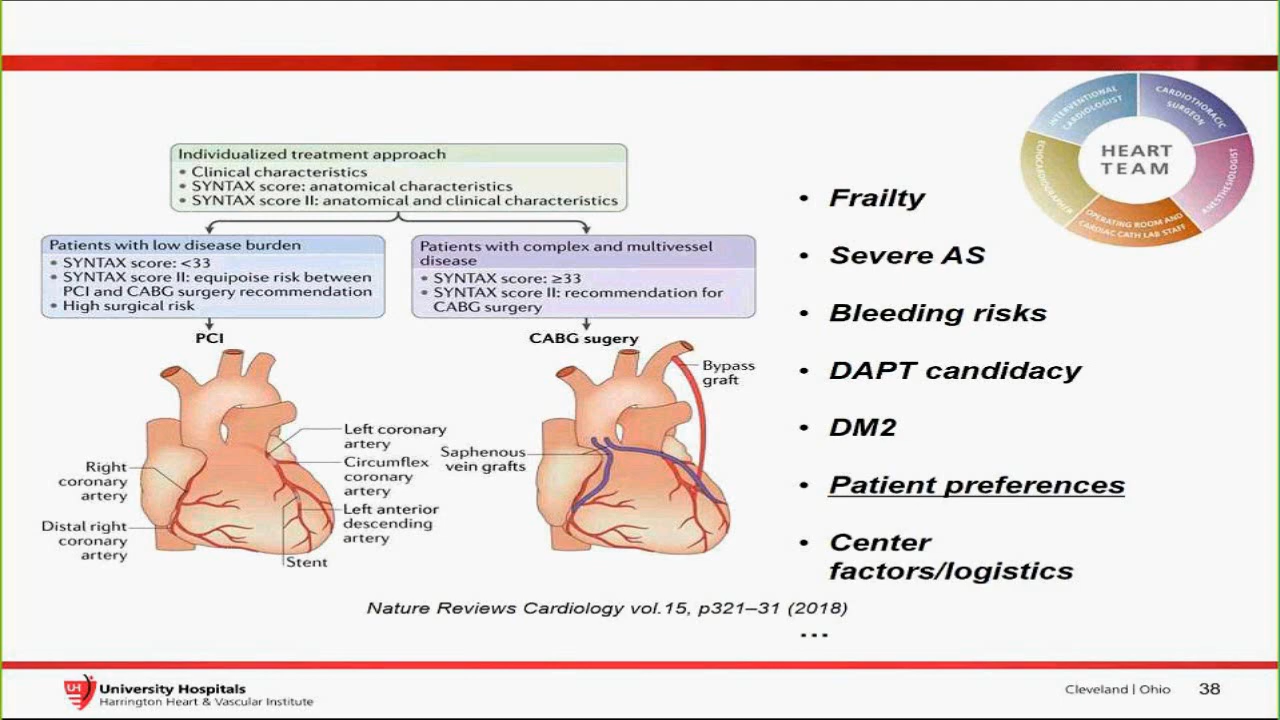 Individualized treatment approach
• Clinical characteristics
• SYNTAX score: anatomical characteristics
• SYNTAX score II: anatomical and clinical characteristics
Patients with low disease burden
• SYNTAX score: <33
• SYNTAX score II: equipoise risk between
PCI and CABG surgery recommendation
• High surgical risk
Patients with complex and multivessel
disease
• SYNTAX score: ≥33
• SYNTAX score II: recommendation for
CABG surgery
PCI
CABG sugery
Left coronary
artery
Circumflex
coronary
artery
Left anterior
descending
artery
Stent
Right
coronary
artery
Distal right
coronary
artery
Bypass
graft
Saphenous
vein grafts
Nature Reviews Cardiology vol.15, p321–31 (2018)
• Frailty
• Severe AS
• Bleeding risks
• DAPT candidacy
• DM2
• Patient preferences
• Center
factors/logistics
...
HEART
TEAM
INTERVENTIONAL
CARDIOLOGIST
CARDIOTHORACIC
SURGEON
ANESTHESIOLOGIST
OPERATING ROOM AND
CARDIAC CATH LAB STAFF
ECHOCARDIOGRAPHER
UH
University Hospitals
Harrington Heart & Vascular Institute
Cleveland | Ohio
38